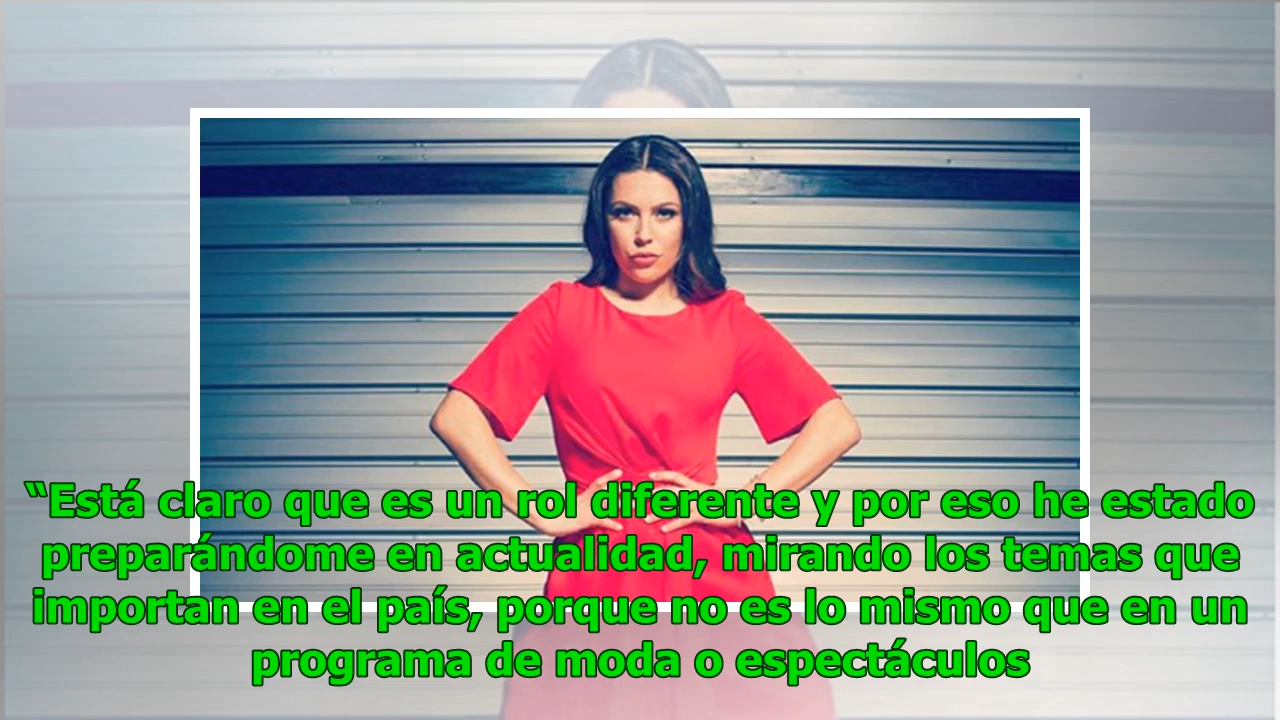 “Está claro que es un rol diferente y por eso he estado
preparándome en actualidad, mirando los temas que
importan en el país, porque no es lo mismo que en un
programa de moda o espectáculos